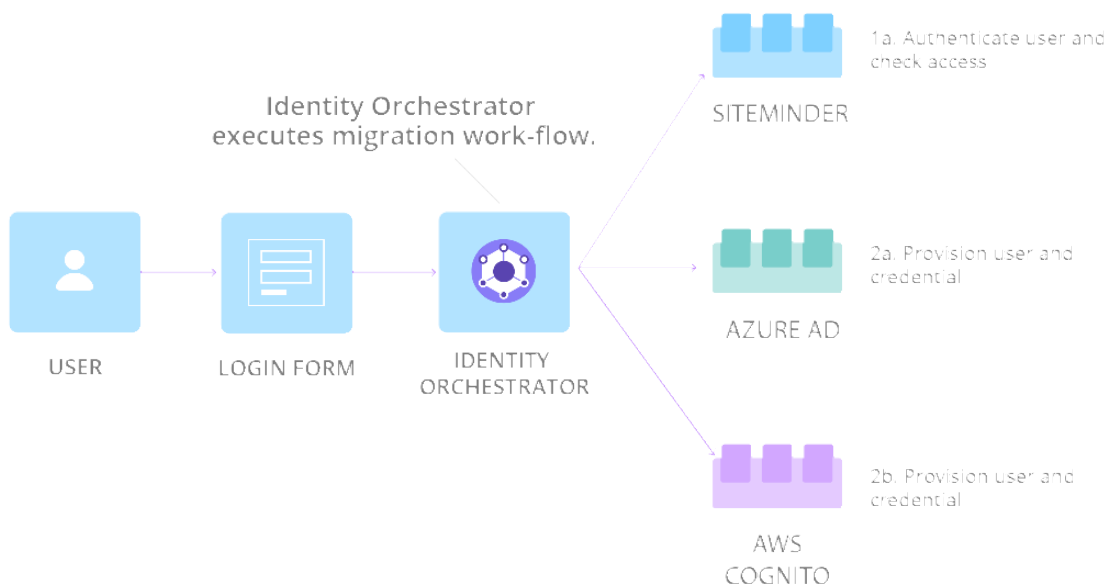 1a. Authenticate user and
check access
SITEMINDER
Identity Orchestrator
executes migration work-flow.
2a. Provision user and
credential
AZURE AD
USER
LOGIN FORM
IDENTITY
ORCHESTRATOR
2b. Provision user and
credential
AWS
COGNITO